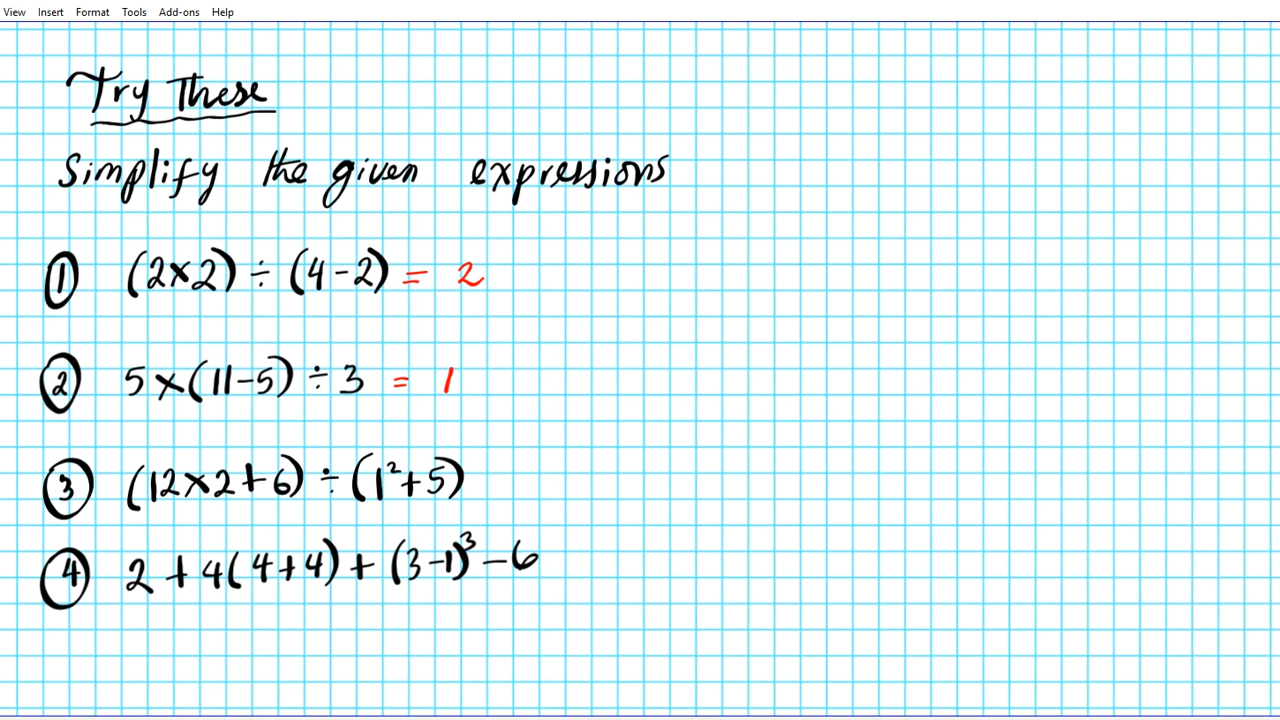 View Insert Format Tools Add-ons Help
Try These
Simplify the given expressions
① (2×2) ÷ (4-2) = 2
② 5×(11-5) ÷ 3 = 1
③ (12×2+6) ÷ (1²+5)
④ 2 + 4(4+4) + (3-1)³ - 6